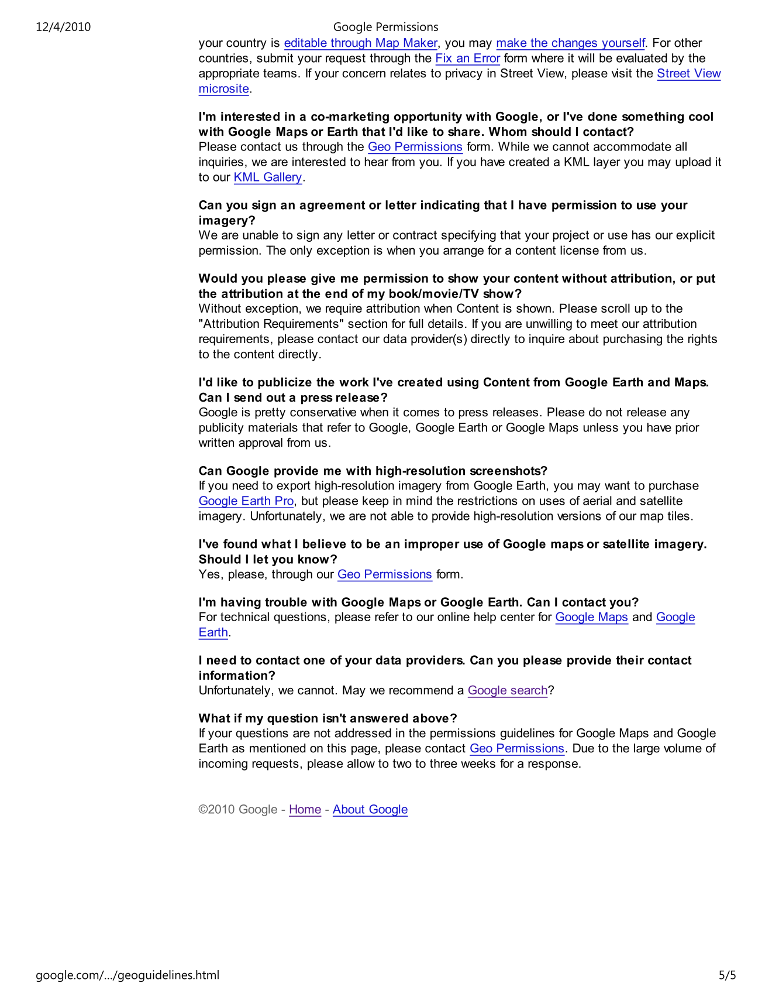 12/4/2010 Google Permissions
your country is editable through Map Maker, you may make the changes yourself. For other
countries, submit your request through the Fix an Error form where it will be evaluated by the
appropriate teams. If your concern relates to privacy in Street View, please visit the Street View
microsite.
I'm interested in a co-marketing opportunity with Google, or I've done something cool
with Google Maps or Earth that I'd like to share. Whom should I contact?
Please contact us through the Geo Permissions form. While we cannot accommodate all
inquiries, we are interested to hear from you. If you have created a KML layer you may upload it
to our KML Gallery.
Can you sign an agreement or letter indicating that I have permission to use your
imagery?
We are unable to sign any letter or contract specifying that your project or use has our explicit
permission. The only exception is when you arrange for a content license from us.
Would you please give me permission to show your content without attribution, or put
the attribution at the end of my book/movie/TV show?
Without exception, we require attribution when Content is shown. Please scroll up to the
"Attribution Requirements" section for full details. If you are unwilling to meet our attribution
requirements, please contact our data provider(s) directly to inquire about purchasing the rights
to the content directly.
I'd like to publicize the work I've created using Content from Google Earth and Maps.
Can I send out a press release?
Google is pretty conservative when it comes to press releases. Please do not release any
publicity materials that refer to Google, Google Earth or Google Maps unless you have prior
written approval from us.
Can Google provide me with high-resolution screenshots?
If you need to export high-resolution imagery from Google Earth, you may want to purchase
Google Earth Pro, but please keep in mind the restrictions on uses of aerial and satellite
imagery. Unfortunately, we are not able to provide high-resolution versions of our map tiles.
I've found what I believe to be an improper use of Google maps or satellite imagery.
Should I let you know?
Yes, please, through our Geo Permissions form.
I'm having trouble with Google Maps or Google Earth. Can I contact you?
For technical questions, please refer to our online help center for Google Maps and Google
Earth.
I need to contact one of your data providers. Can you please provide their contact
information?
Unfortunately, we cannot. May we recommend a Google search?
What if my question isn't answered above?
If your questions are not addressed in the permissions guidelines for Google Maps and Google
Earth as mentioned on this page, please contact Geo Permissions. Due to the large volume of
incoming requests, please allow to two to three weeks for a response.
©2010 Google - Home - About Google
google.com/.../geoguidelines.html 5/5